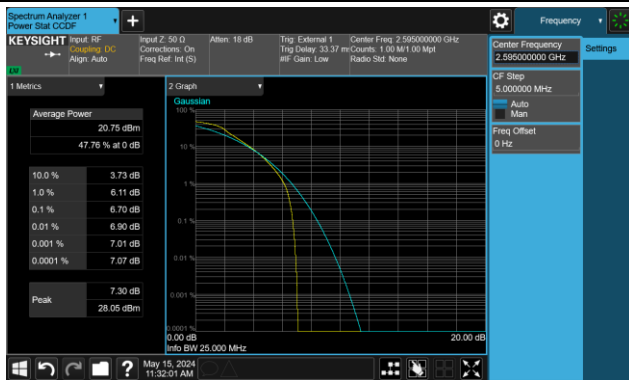 Spectrum Analyzer 1
Power Stat CCDF
Frequency
KEYSIGHT
Input: RF
Coupling: DC
Align: Auto
Input Z: 50 Ω
Corrections: On
Freq Ref: Int (S)
Atten: 18 dB
Trig: External 1
Trig Delay: 33.37 m
#IF Gain: Low
Center Freq: 2.595000000 GHz
Counts: 1.00 M/1.00 Mpt
Radio Std: None
Center Frequency
2.595000000 GHz
Settings
CF Step
5.000000 MHz
Auto
Man
Freq Offset
0 Hz
1 Metrics
Average Power
20.75 dBm
47.76 % at 0 dB
10.0 % 3.73 dB
1.0 % 6.11 dB
0.1 % 6.70 dB
0.01 % 6.90 dB
0.001 % 7.01 dB
0.0001 % 7.07 dB
Peak
7.30 dB
28.05 dBm
2 Graph
Gaussian
100 %
10 %
1 %
0.1 %
0.01 %
0.001 %
0.0001 %
0.00 dB
20.00 dB
Info BW 25.000 MHz
?
May 15, 2024
11:32:01 AM